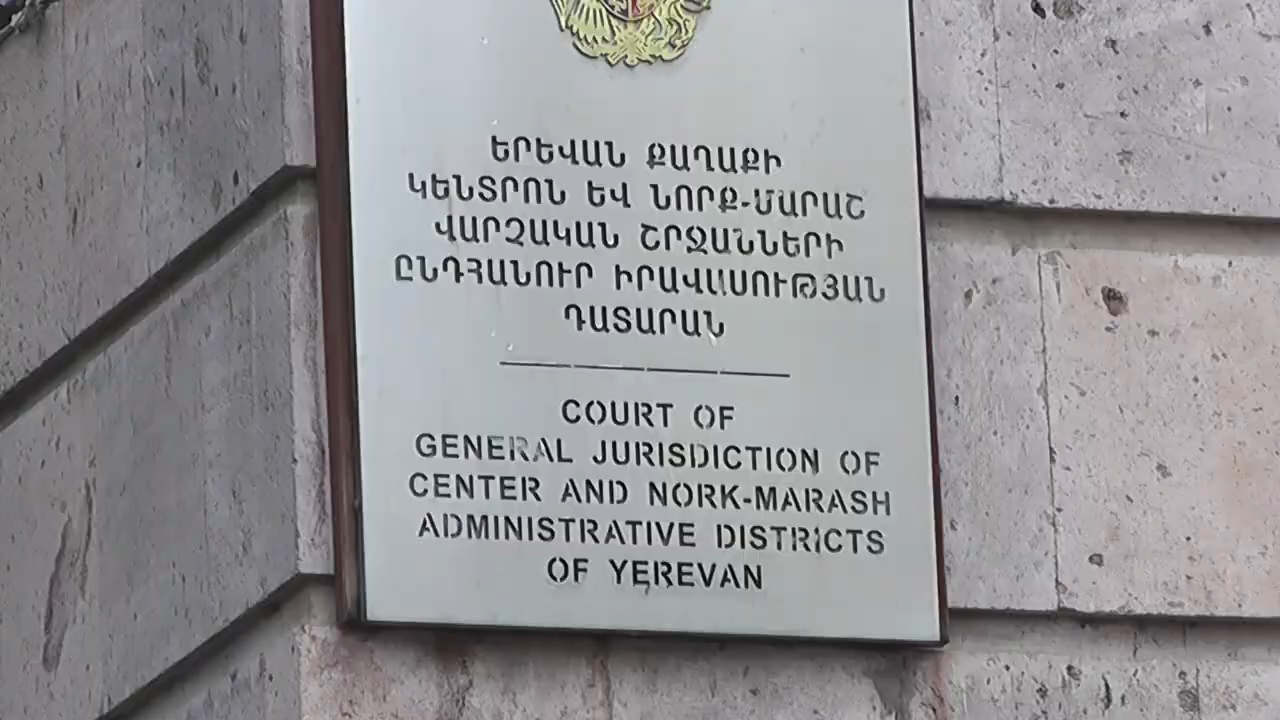 ԵՐԵՎԱՆ ՔԱՂԱՔԻ
ԿԵՆՏՐՈՆ ԵՎ ՆՈՐՔ-ՄԱՐԱՇ
ՎԱՐՉԱԿԱՆ ՇՐՋԱՆՆԵՐԻ
ԸՆԴՀԱՆՈՒՐ ԻՐԱՎԱՍՈՒԹՅԱՆ
ԴԱՏԱՐԱՆ
COURT OF
GENERAL JURISDICTION OF
CENTER AND NORK-MARASH
ADMINISTRATIVE DISTRICTS
OF YEREVAN